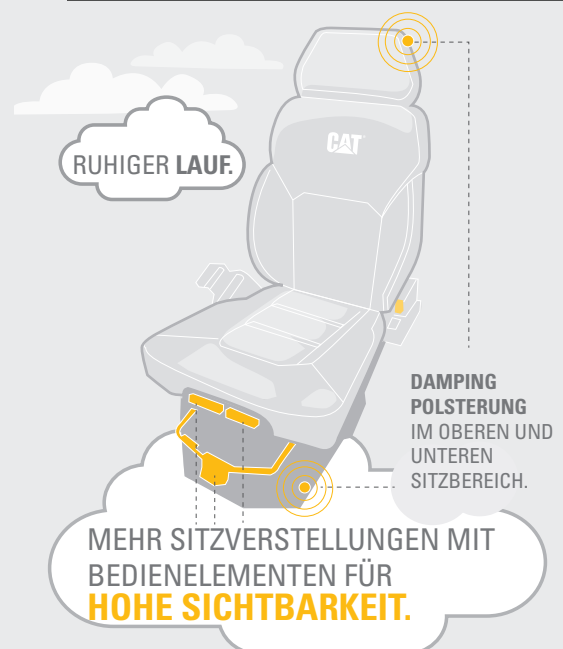 CAT
RUHIGER LAUF.
DAMPING
POLSTERUNG
IM OBEREN UND
UNTEREN
SITZBEREICH.
MEHR SITZVERSTELLUNGEN MIT
BEDIENELEMENTEN FÜR
HOHE SICHTBARKEIT.